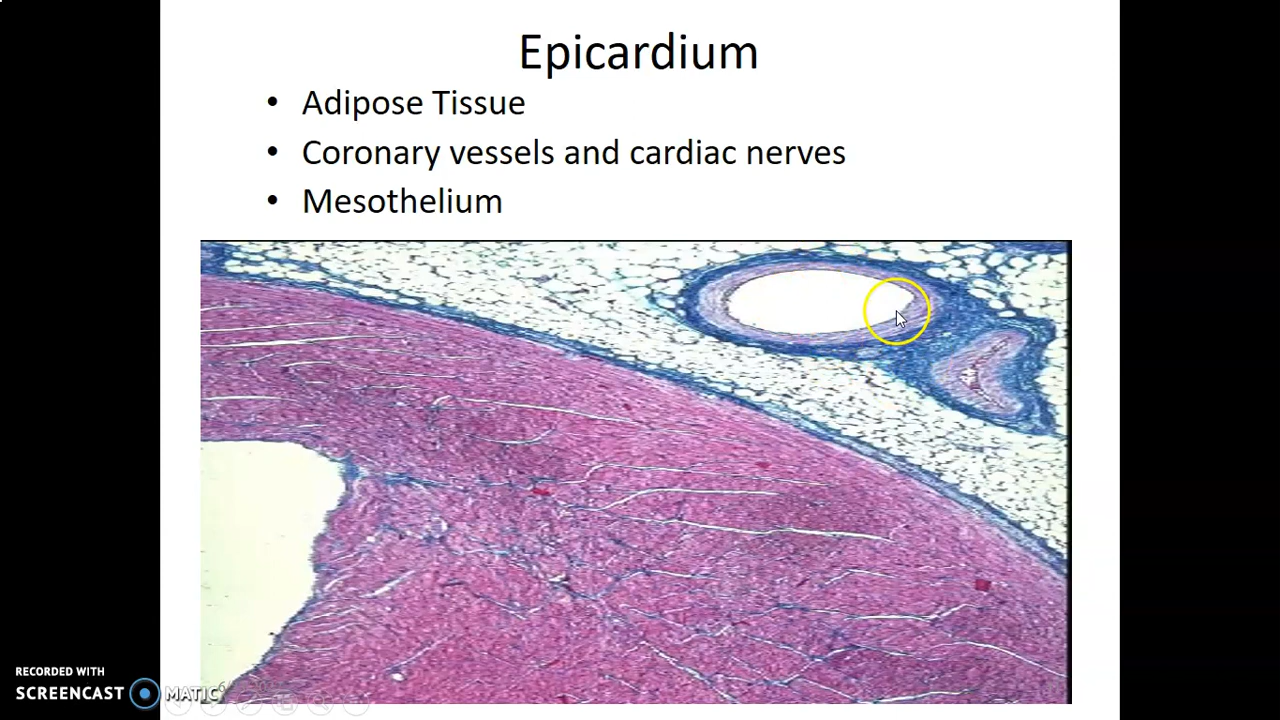 Epicardium
• Adipose Tissue
• Coronary vessels and cardiac nerves
• Mesothelium
RECORDED WITH
SCREENCAST MATIC